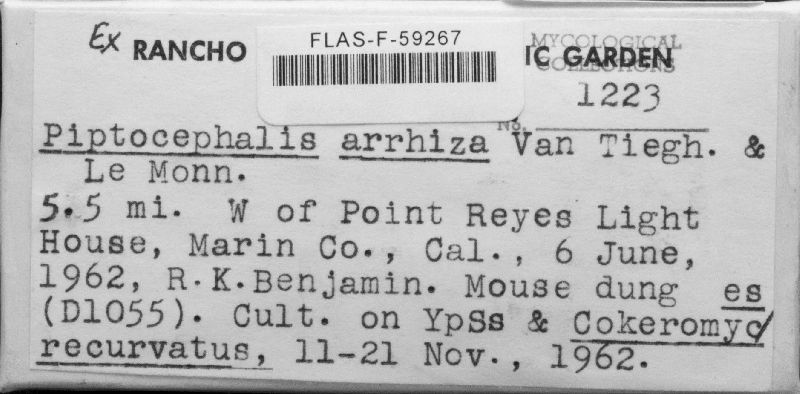 FLAS-F-59267
Ex RANCHO IC GARDEN
MYCOLOGICAL
COLLECTIONS
1223
No.
Piptocephalis arrhiza Van Tiegh. &
Le Monn.
5.5 mi. W of Point Reyes Light
House, Marin Co., Cal., 6 June,
1962, R.K.Benjamin. Mouse dung
(D1055). Cult. on YpSs & Cokeromyces
recurvatus, 11-21 Nov., 1962.